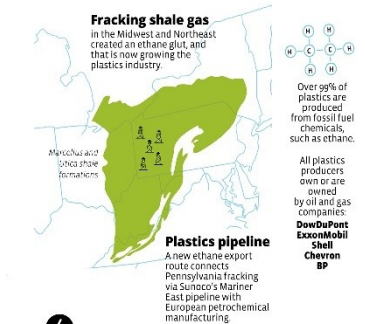 Fracking shale gas
in the Midwest and Northeast
created an ethane glut, and
that is now growing the
plastics industry.
H H
H C C H
H H
Over 99% of
plastics are
produced
from fossil fuel
chemicals,
such as ethane.
Marcellus and
Utica shale
formations
All plastics
producers
own or are
owned
by oil and gas
companies:
DowDuPont
ExxonMobil
Shell
Chevron
BP
Plastics pipeline
A new ethane export
route connects
Pennsylvania fracking
via Sunoco's Mariner
East pipeline with
European petrochemical
manufacturing.